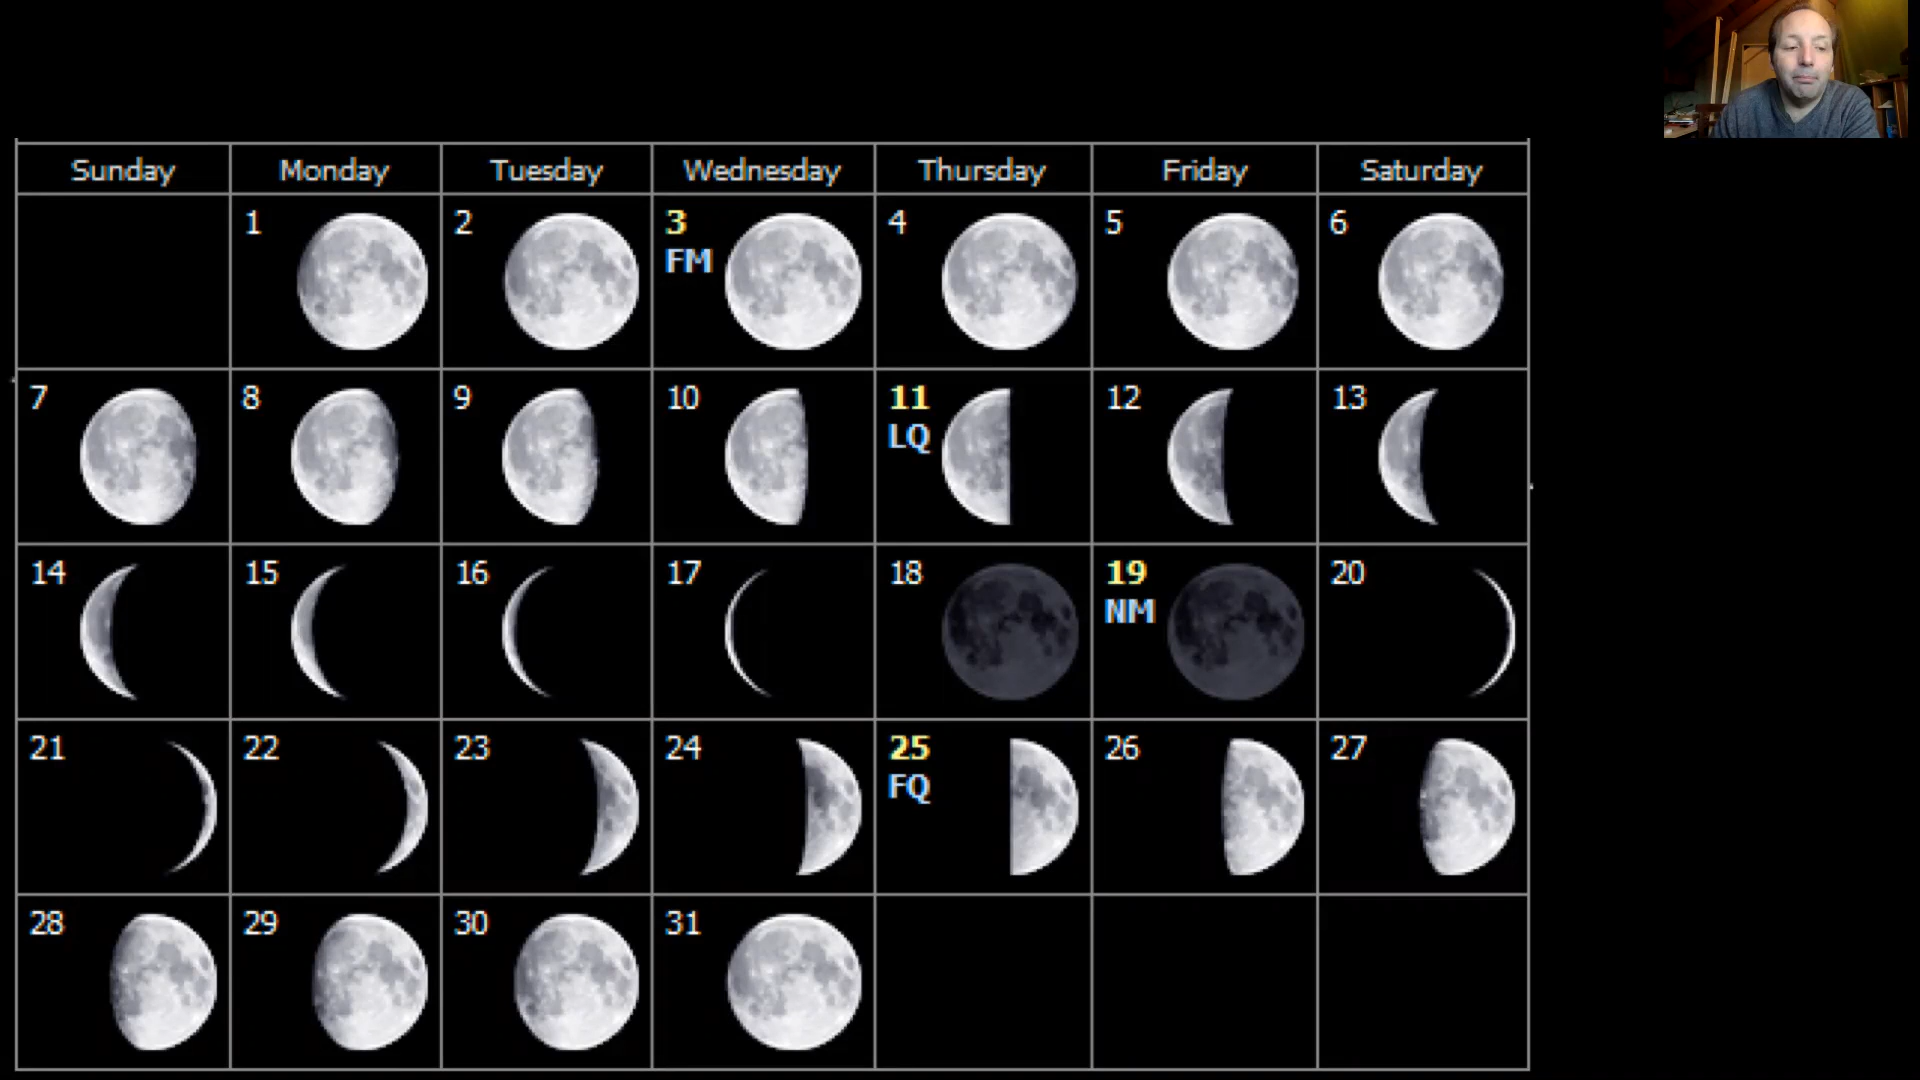 Sunday Monday Tuesday Wednesday Thursday Friday Saturday
1 2 3 4 5 6
FM
7 8 9 10 11 12 13
LQ
14 15 16 17 18 19 20
NM
21 22 23 24 25 26 27
FQ
28 29 30 31